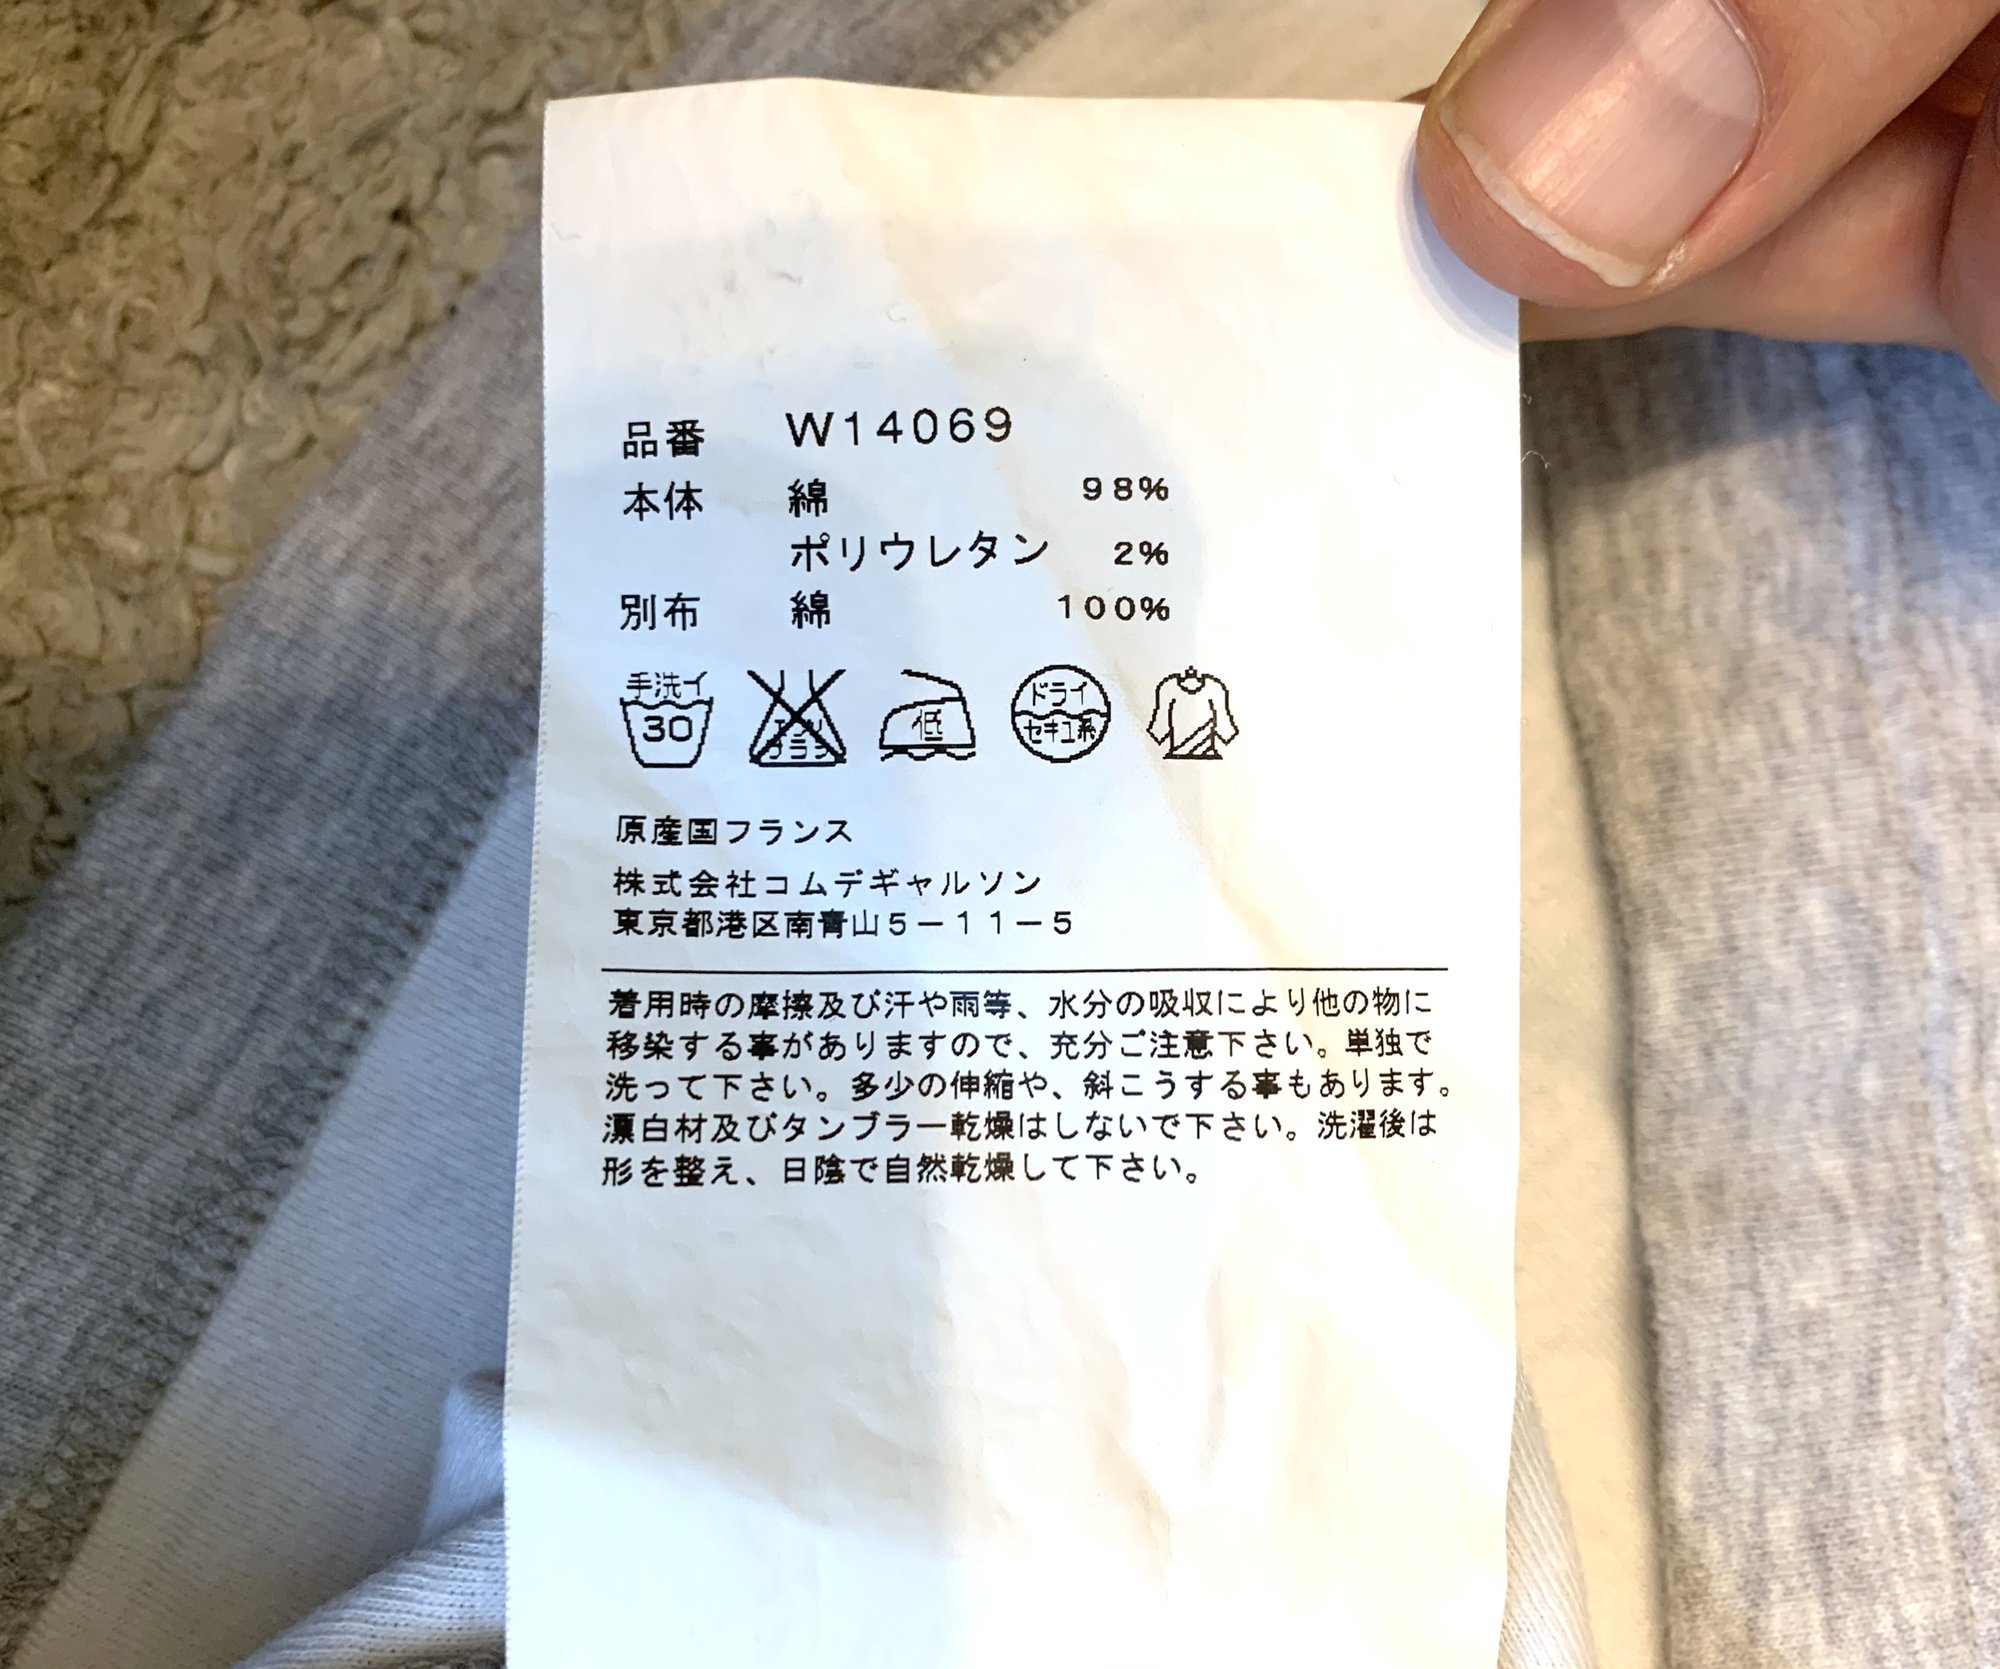 品番 W14069
本体 綿 98%
ポリウレタン 2%
別布 綿 100%
手洗イ
30
低
ドライ
セキユ系
原産国フランス
株式会社コムデギャルソン
東京都港区南青山5−11−5
着用時の摩擦及び汗や雨等、水分の吸収により他の物に
移染する事がありますので、充分ご注意下さい。単独で
洗って下さい。多少の伸縮や、斜こうする事もあります。
漂白材及びタンブラー乾燥はしないで下さい。洗濯後は
形を整え、日陰で自然乾燥して下さい。